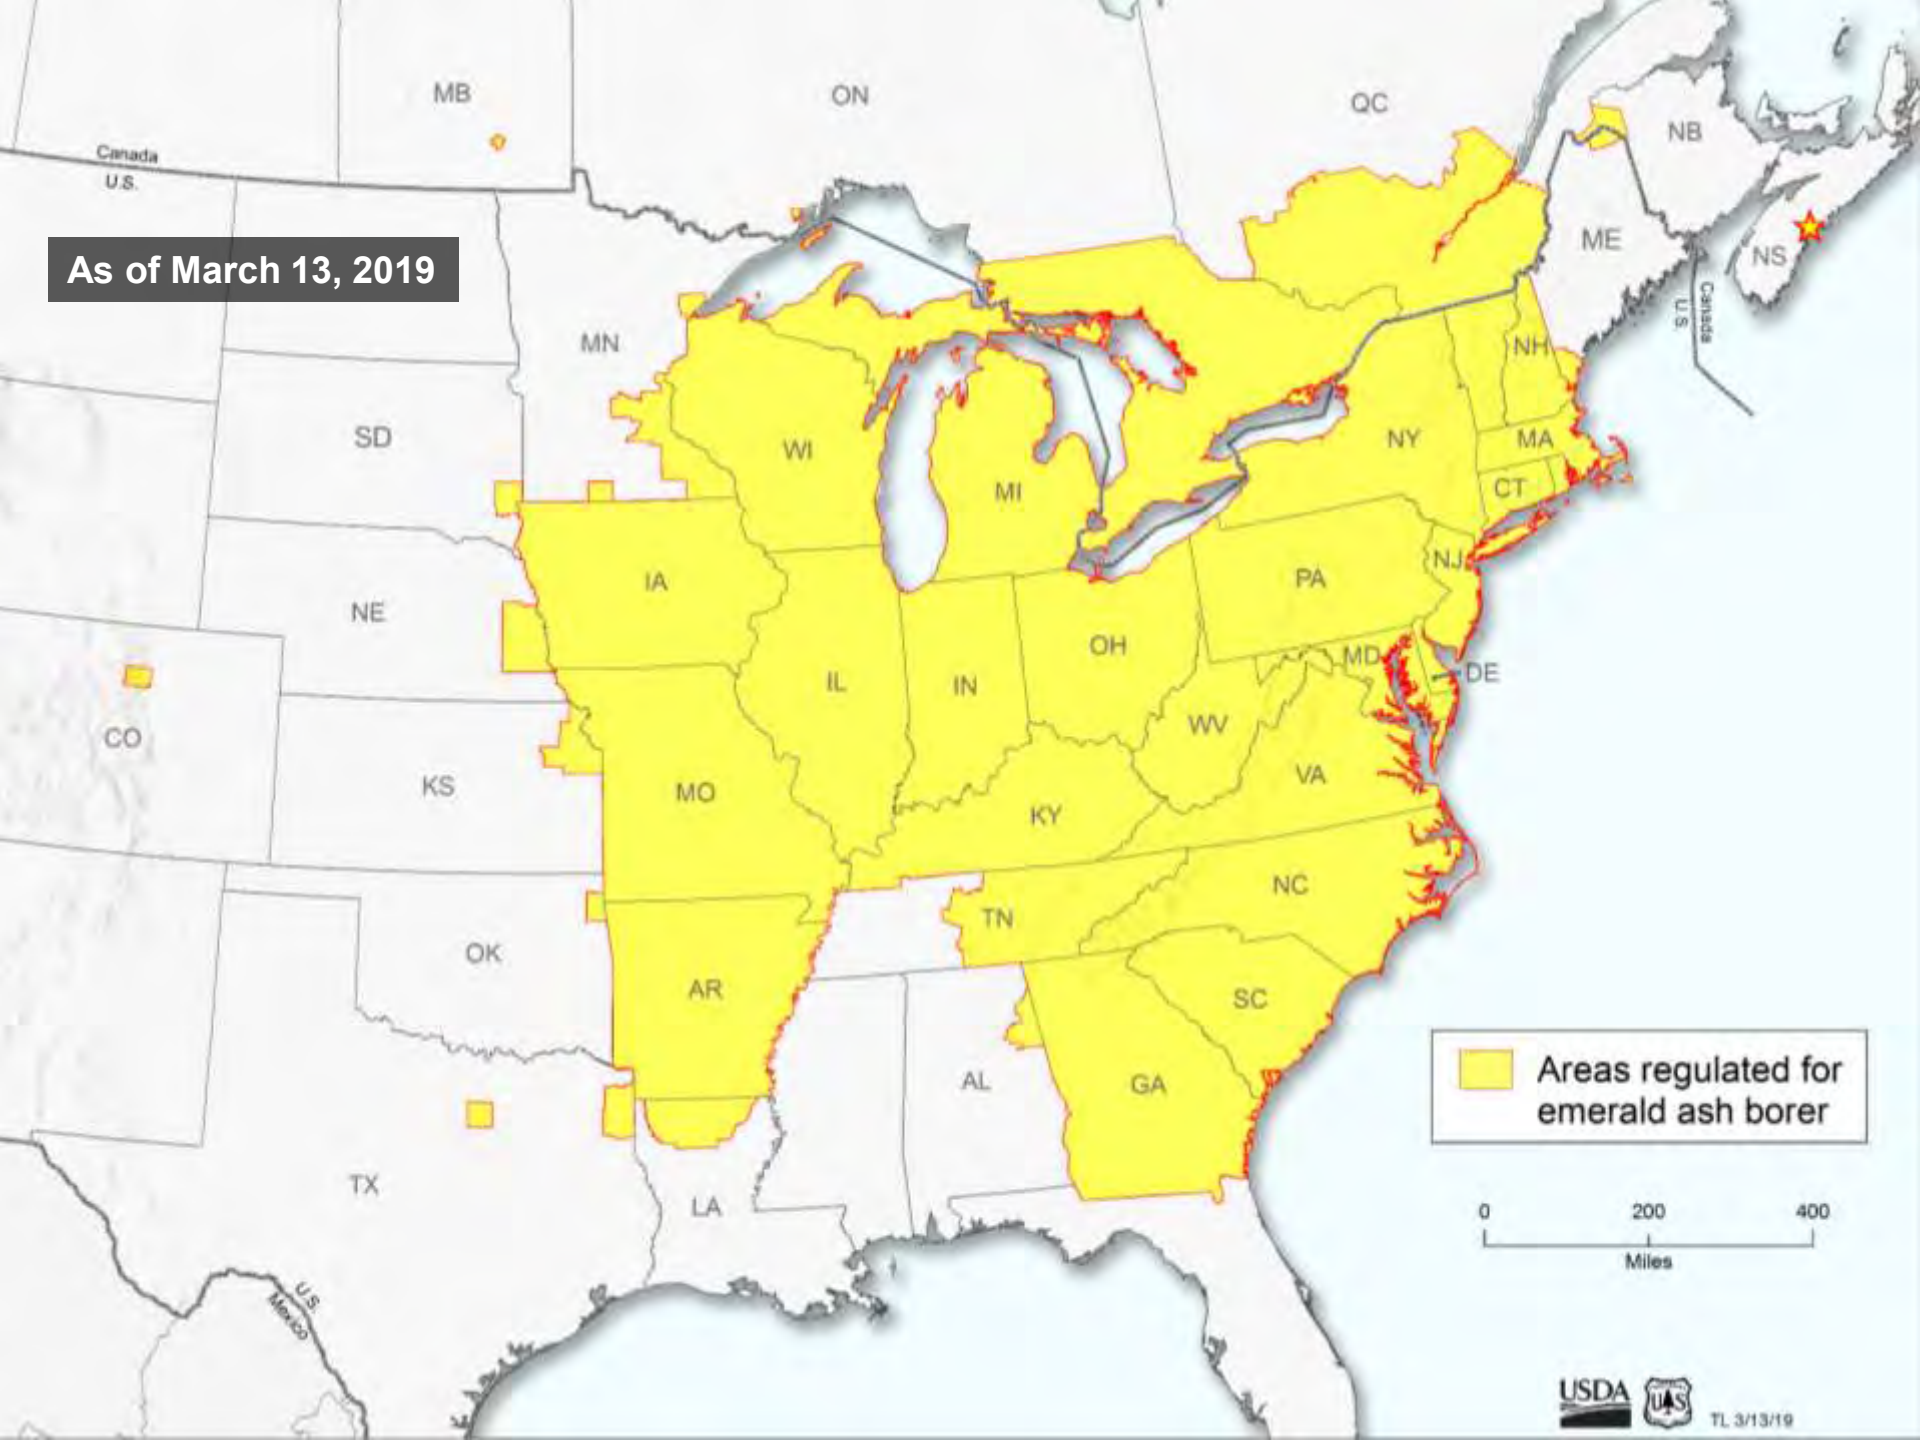 MB
ON
QC
NB
Canada
U.S.
ME
NS
As of March 13, 2019
Canada
U.S.
MN
NH
SD
WI
NY
MA
MI
CT
IA
PA
NJ
NE
OH
MD
DE
IL
IN
CO
WV
KS
MO
VA
KY
NC
TN
OK
AR
SC
AL
GA
Areas regulated for
emerald ash borer
TX
LA
0 200 400
Miles
U.S.
Mexico
USDA
UAS
TL 3/13/19